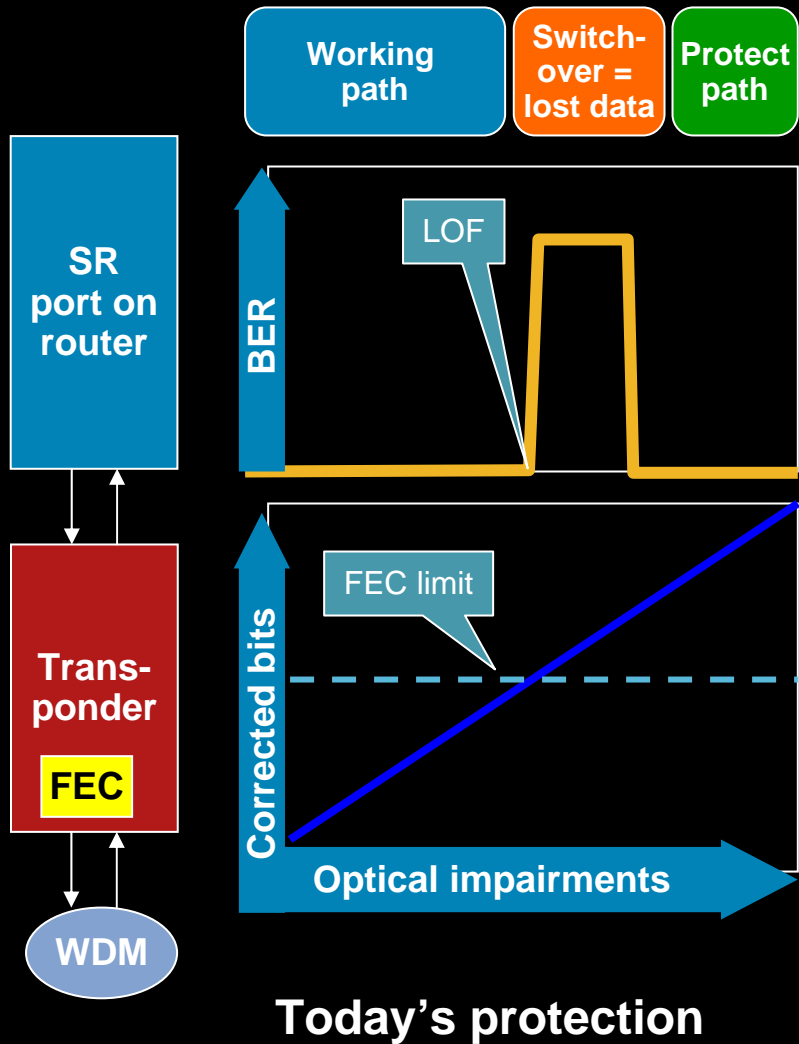 Working
path
Switch-
over =
lost data
Protect
path
SR
port on
router
BER
LOF
Trans-
ponder
FEC
WDM
Corrected bits
FEC limit
Optical impairments
Today’s protection